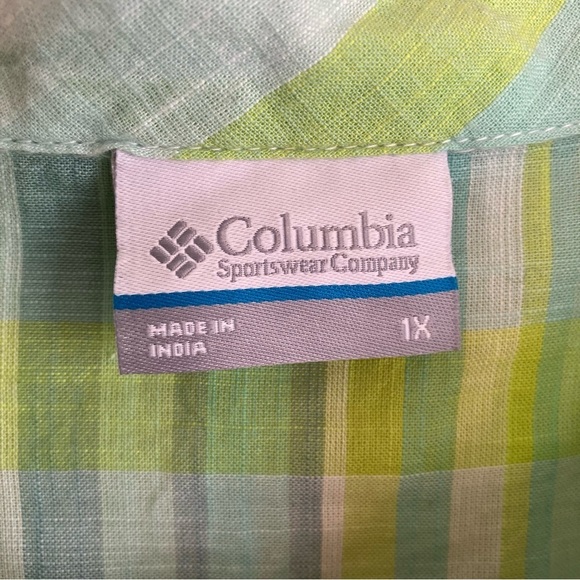 Columbia
Sportswear Company
MADE IN
INDIA
1X